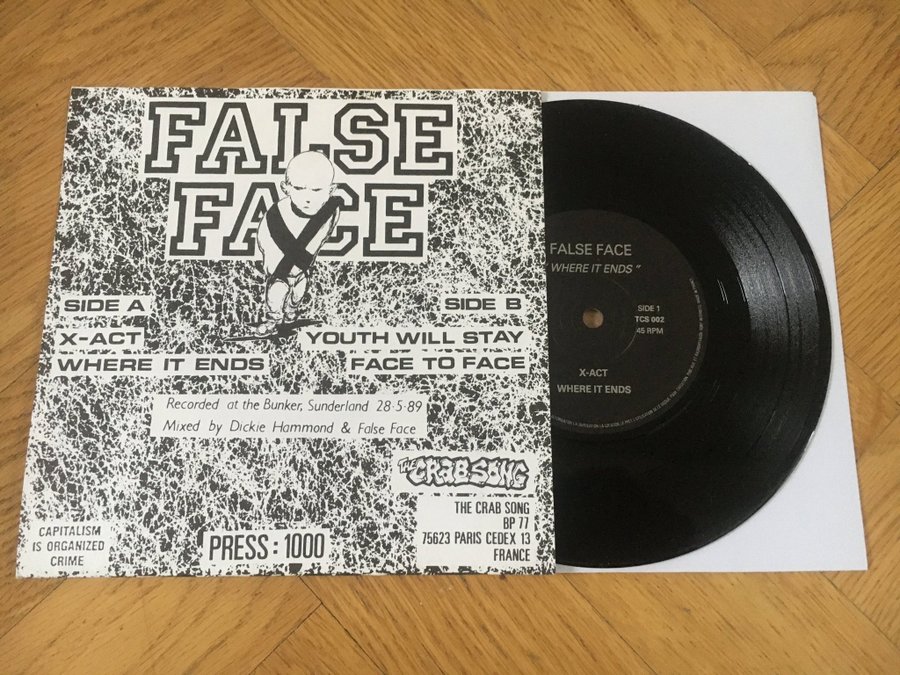 FALSE
FACE
SIDE A
SIDE B
X-ACT
YOUTH WILL STAY
WHERE IT ENDS
FACE TO FACE
Recorded at the Bunker, Sunderland 28·5·89
Mixed by Dickie Hammond & False Face
THE CRAB SONG
THE CRAB SONG
BP 77
75623 PARIS CEDEX 13
FRANCE
CAPITALISM
IS ORGANIZED
CRIME
PRESS : 1000
FALSE FACE
" WHERE IT ENDS "
SIDE 1
TCS 002
45 RPM
X-ACT
WHERE IT ENDS